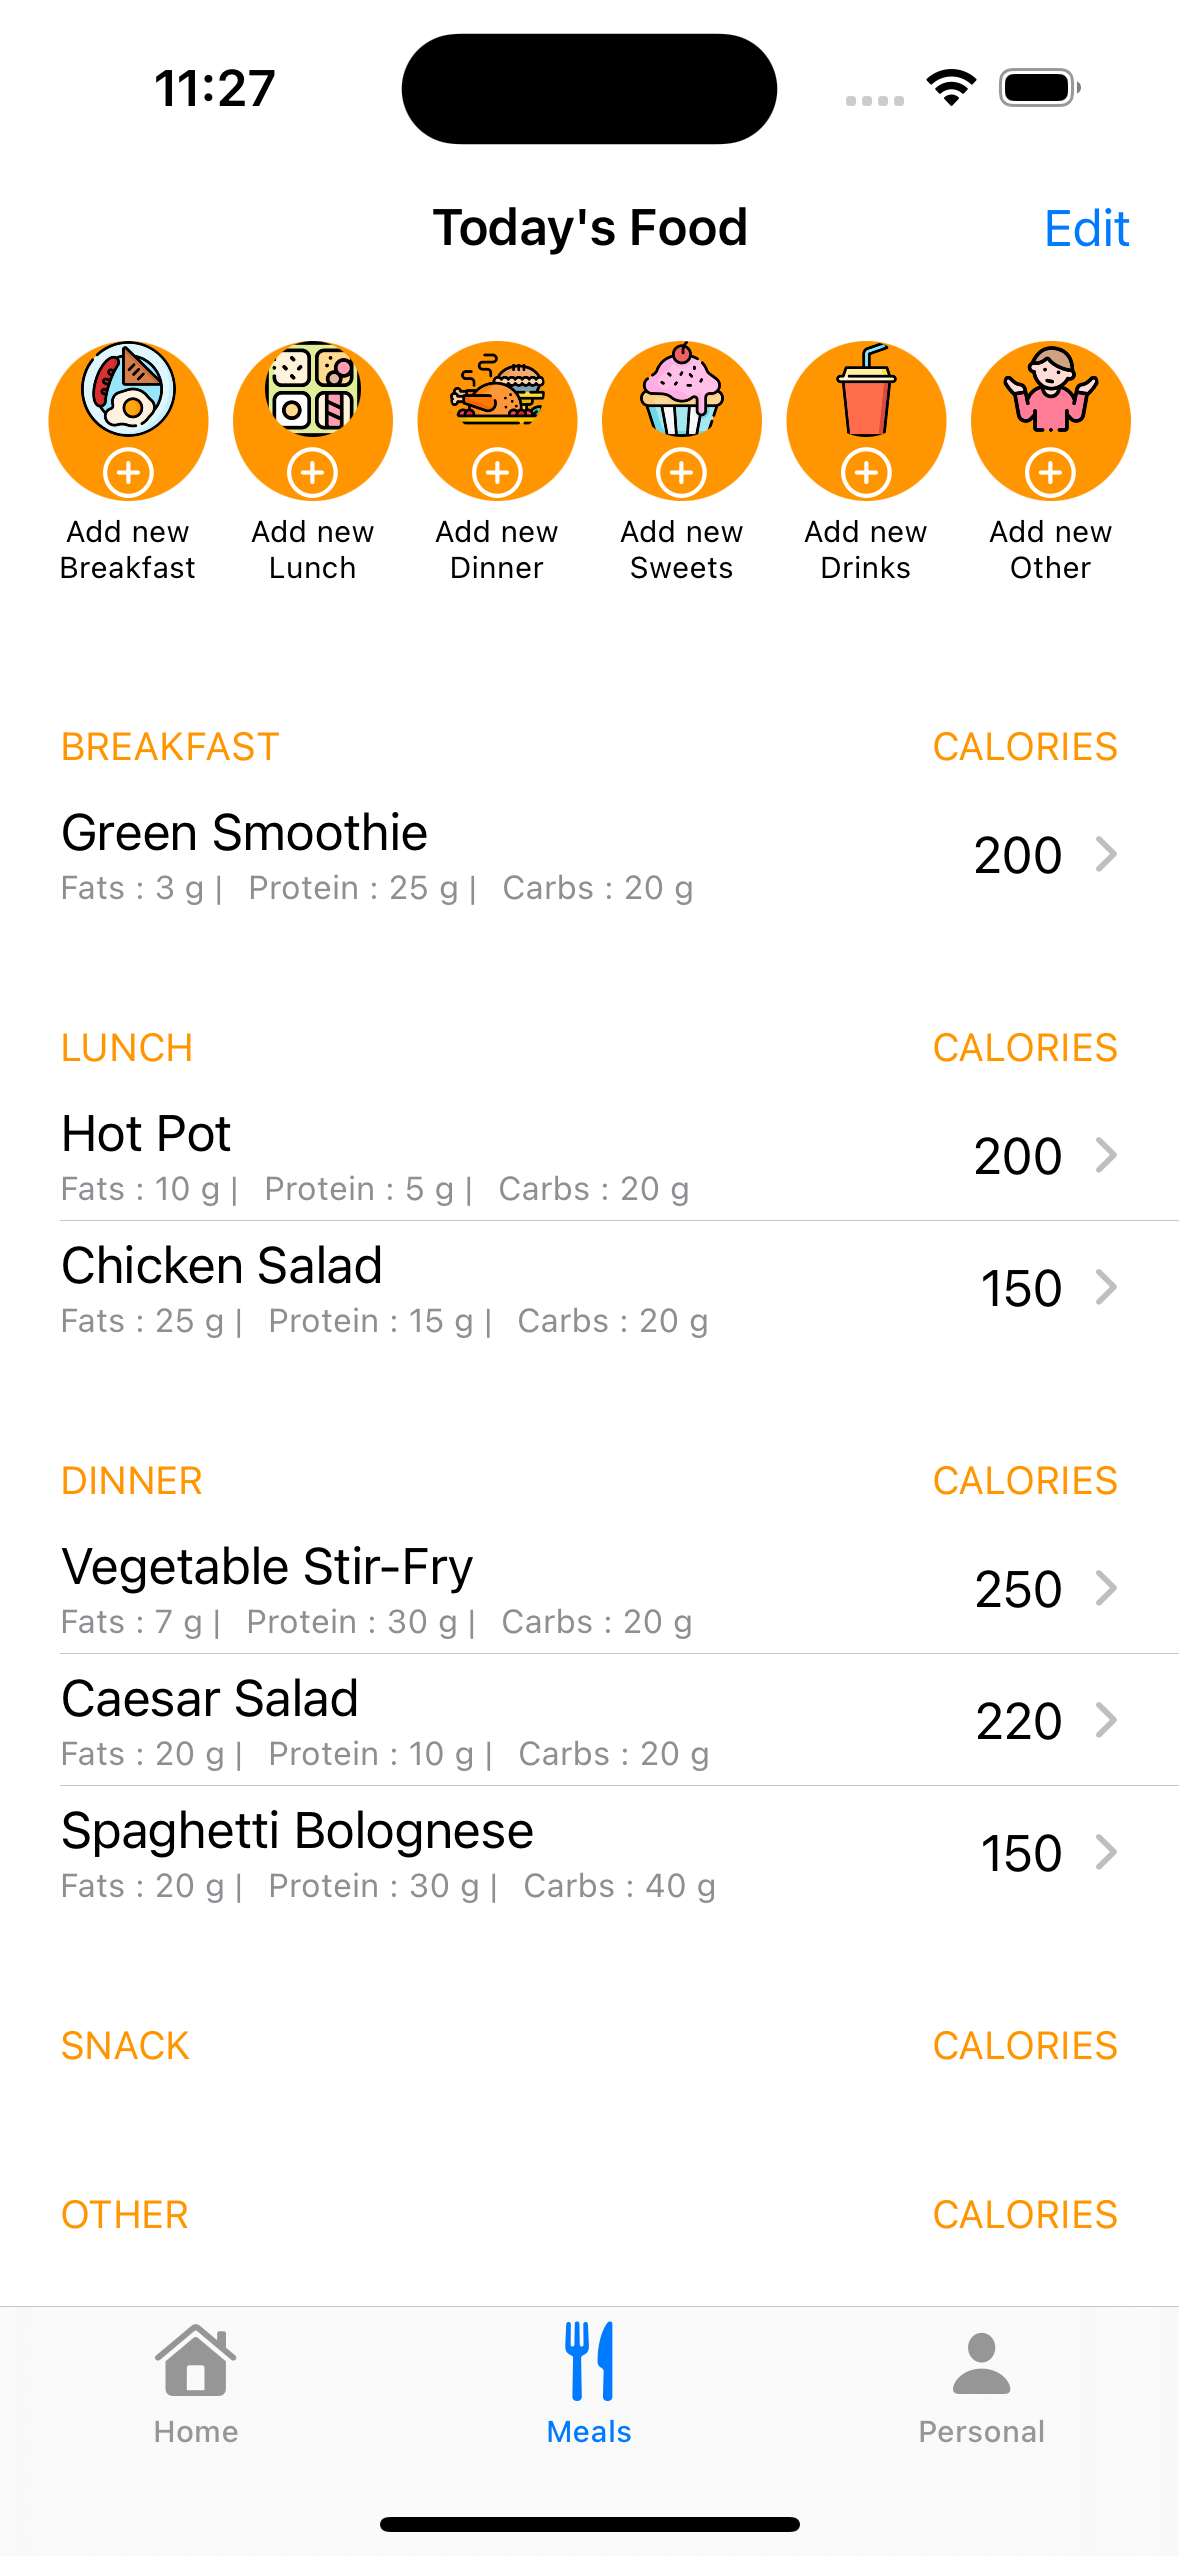 11:27
Today's Food
Edit
Add new Breakfast
Add new Lunch
Add new Dinner
Add new Sweets
Add new Drinks
Add new Other
BREAKFAST CALORIES
Green Smoothie
200
Fats : 3 g | Protein : 25 g | Carbs : 20 g
LUNCH CALORIES
Hot Pot
200
Fats : 10 g | Protein : 5 g | Carbs : 20 g
Chicken Salad
150
Fats : 25 g | Protein : 15 g | Carbs : 20 g
DINNER CALORIES
Vegetable Stir-Fry
250
Fats : 7 g | Protein : 30 g | Carbs : 20 g
Caesar Salad
220
Fats : 20 g | Protein : 10 g | Carbs : 20 g
Spaghetti Bolognese
150
Fats : 20 g | Protein : 30 g | Carbs : 40 g
SNACK CALORIES
OTHER CALORIES
Home
Meals
Personal